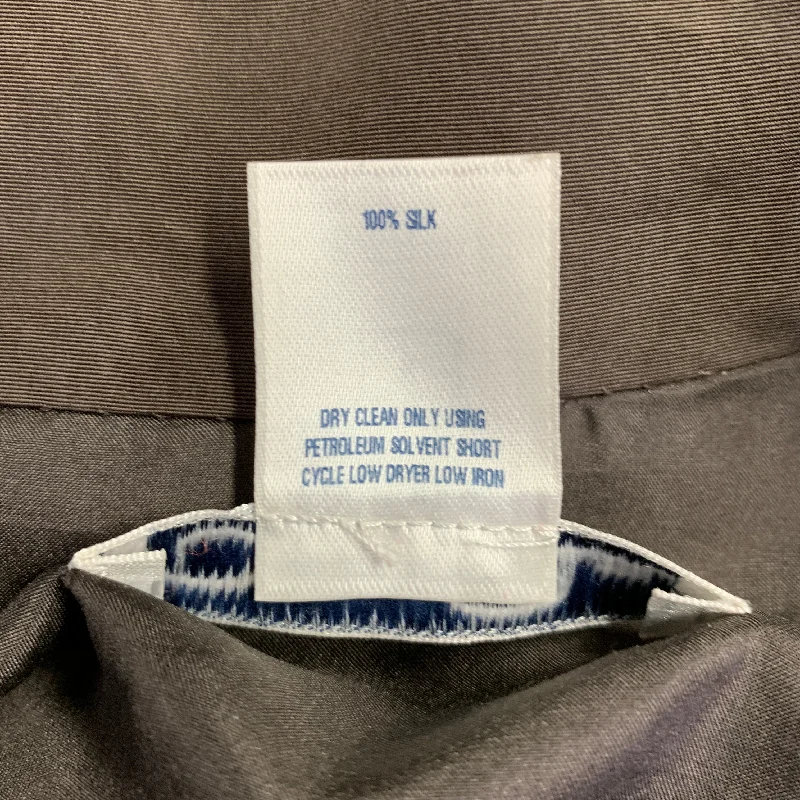 100% SILK
DRY CLEAN ONLY USING
PETROLEUM SOLVENT SHORT
CYCLE LOW DRYER LOW IRON